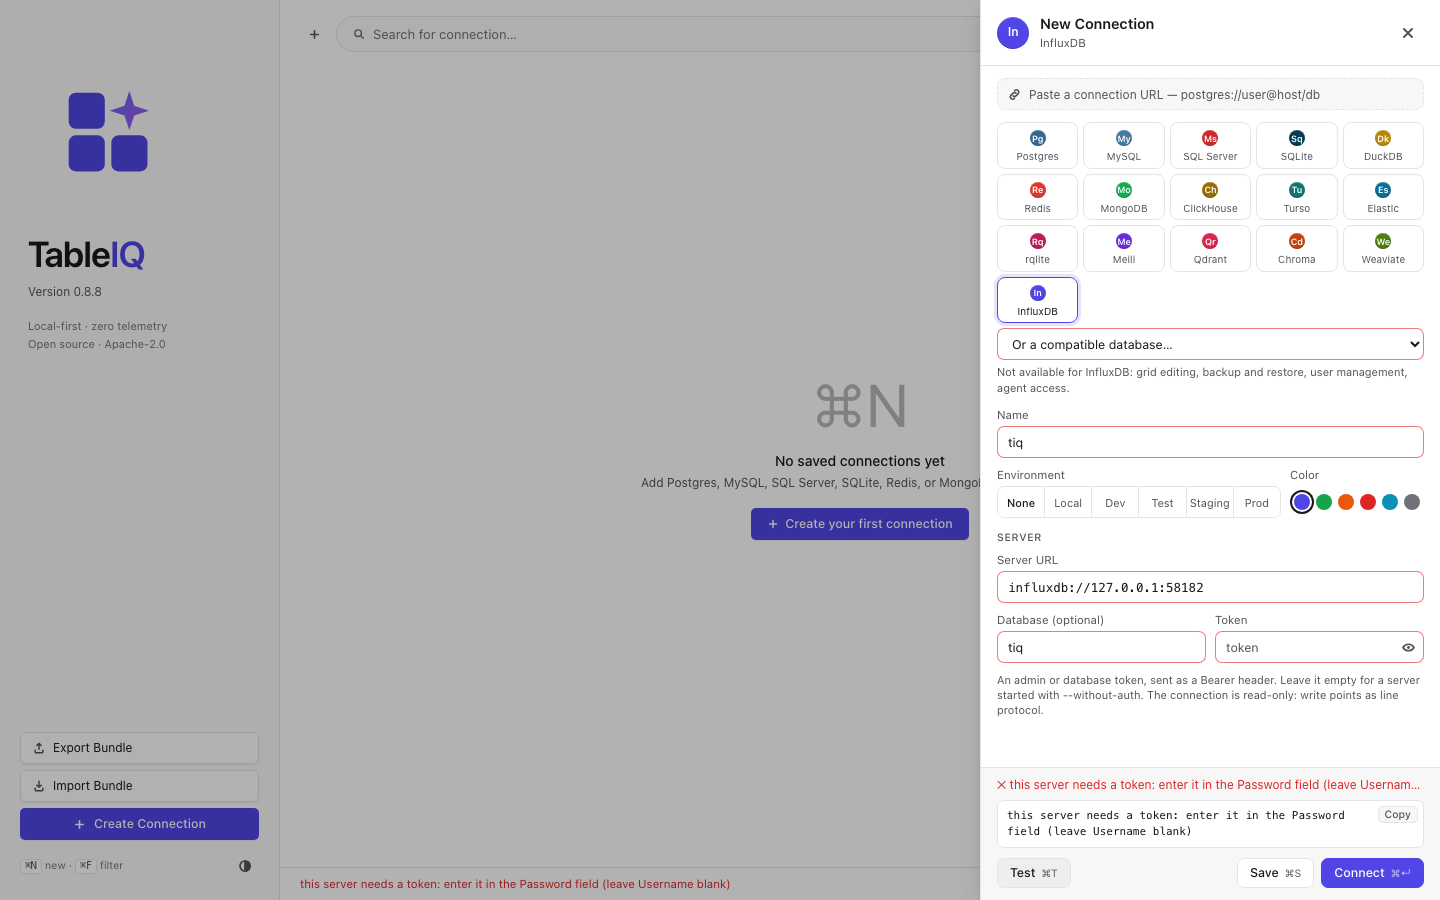 TableIQ
Version 0.8.8
Local-first · zero telemetry
Open source · Apache-2.0
Export Bundle
Import Bundle
+ Create Connection
⌘N new · ⌘F filter
+
Search for connection...
⌘N
No saved connections yet
Add Postgres, MySQL, SQL Server, SQLite, Redis, or
+ Create your first connection
this server needs a token: enter it in the Password field (leave Username blank)
In
New Connection
InfluxDB
Paste a connection URL — postgres://user@host/db
Pg My Ms Sq Dk
Postgres MySQL SQL Server SQLite DuckDB
Re Mo Ch Tu Es
Redis MongoDB ClickHouse Turso Elastic
Rq Me Qr Cd We
rqlite Meili Qdrant Chroma Weaviate
In
InfluxDB
Or a compatible database...
Not available for InfluxDB: grid editing, backup and restore, user management,
agent access.
Name
tiq
Environment Color
None Local Dev Test Staging Prod
SERVER
Server URL
influxdb://127.0.0.1:58182
Database (optional) Token
tiq token
An admin or database token, sent as a Bearer header. Leave it empty for a server
started with --without-auth. The connection is read-only: write points as line
protocol.
✕ this server needs a token: enter it in the Password field (leave Usernam...
this server needs a token: enter it in the Password
field (leave Username blank)
Copy
Test ⌘T Save ⌘S Connect ⌘↵